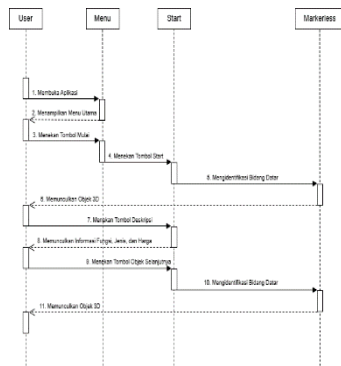 User
Menu
Start
Markerless
1. Membuka Aplikasi
2. Menampilkan Menu Utama
3. Menekan Tombol Mulai
4. Menekan Tombol Start
5. Mengidentifikasi Bidang Datar
6. Memunculkan Objek 3D
7. Menekan Tombol Deskripsi
8. Memunculkan Informasi Fungsi, Jenis, dan Harga
9. Menekan Tombol Objek Selanjutnya
10. Mengidentifikasi Bidang Datar
11. Memunculkan Objek 3D